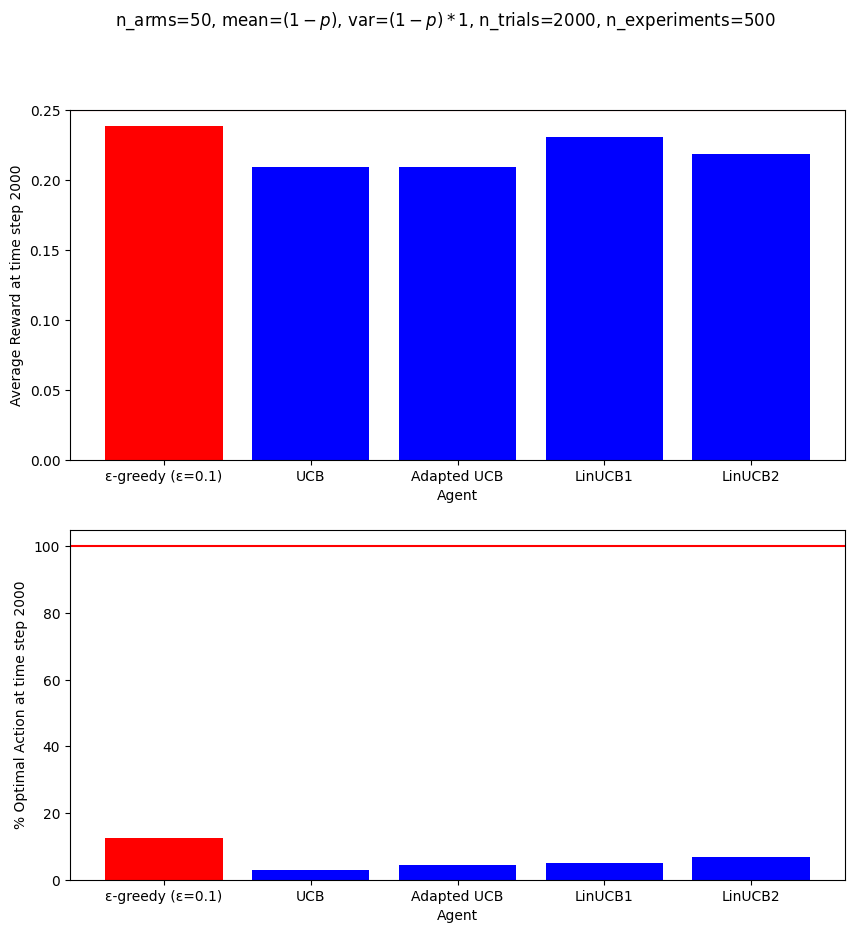 n_arms=50, mean=(1 − p), var=(1 − p) * 1, n_trials=2000, n_experiments=500
0.25
0.20
0.15
0.10
0.05
0.00
Average Reward at time step 2000
ε-greedy (ε=0.1) UCB Adapted UCB LinUCB1 LinUCB2
Agent
100
80
60
40
20
0
% Optimal Action at time step 2000
ε-greedy (ε=0.1) UCB Adapted UCB LinUCB1 LinUCB2
Agent